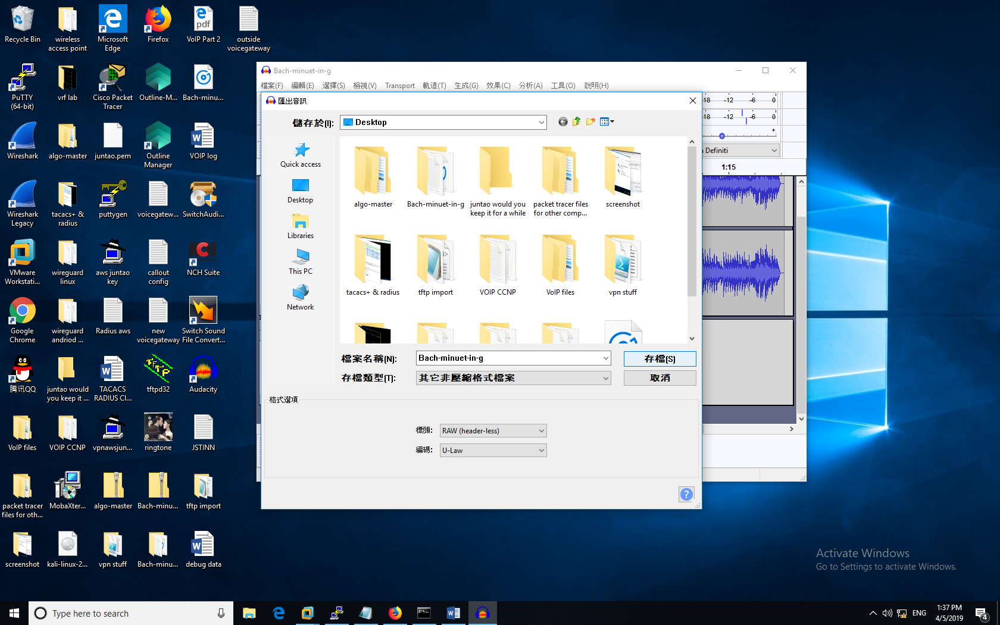 Recycle Bin
wireless
access point
Microsoft
Edge
Firefox
VoIP Part 2
outside
voicegateway
PuTTY
(64-bit)
vrf lab
Cisco Packet
Tracer
Outline-M...
Bach-minu...
Wireshark
algo-master
juntao.pem
Outline
Manager
VOIP log
Wireshark
Legacy
tacacs+ &
radius
puttygen
voicegatew...
SwitchAudi...
VMware
Workstati...
wireguard
linux
aws juntao
key
callout
config
NCH Suite
Google
Chrome
wireguard
andriod ...
Radius aws
new
voicegateway
Switch Sound
File Convert...
腾讯QQ
juntao would
you keep it ...
TACACS
RADIUS Cl...
tftpd32
Audacity
VoIP files
VOIP CCNP
vpnawsjun...
ringtone
JSTINN
packet tracer
files for oth...
MobaXter...
algo-master
Bach-minu...
tftp import
screenshot
kali-linux-2...
vpn stuff
Bach-minu...
debug data
Bach-minuet-in-g
檔案(F) 編輯(E) 選擇(S) 檢視(V) Transport 軌道(T) 生成(G) 效果(C) 分析(A) 工具(O) 說明(H)
匯出音訊
儲存於(I):
Desktop
Quick access
Desktop
Libraries
This PC
Network
algo-master
Bach-minuet-in-g
juntao would you
keep it for a while
packet tracer files
for other comp...
screenshot
tacacs+ & radius
tftp import
VOIP CCNP
VoIP files
vpn stuff
檔案名稱(N):
Bach-minuet-in-g
存檔(S)
存檔類型(T):
其它非壓縮格式檔案
取消
格式選項
標頭:
RAW (header-less)
編碼:
U-Law
?
-18 -12 -6 0
-18 -12 -6 0
+
Definiti
1:15
Activate Windows
Go to Settings to activate Windows.
Type here to search
ENG
1:37 PM
4/5/2019
4